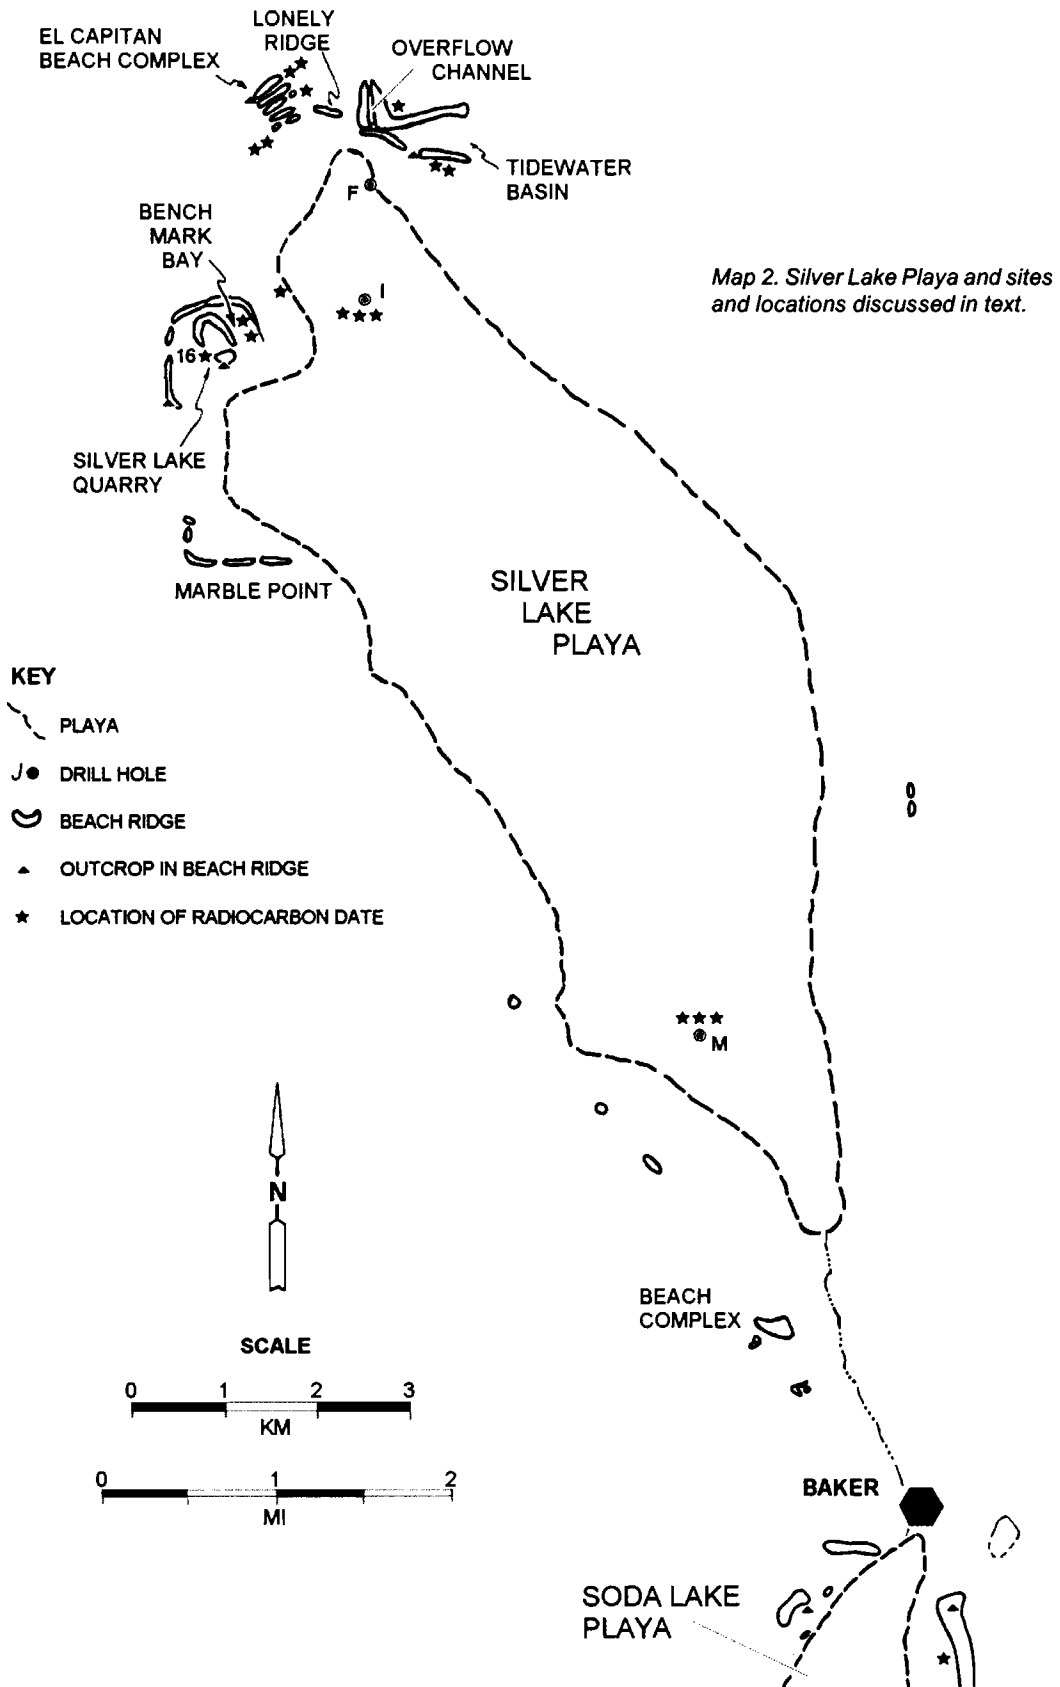 LONELY
RIDGE
EL CAPITAN
BEACH COMPLEX
OVERFLOW
CHANNEL
TIDEWATER
BASIN
F
BENCH
MARK
BAY
I
Map 2. Silver Lake Playa and sites
and locations discussed in text.
16
SILVER LAKE
QUARRY
MARBLE POINT
SILVER
LAKE
PLAYA
KEY
PLAYA
J DRILL HOLE
BEACH RIDGE
OUTCROP IN BEACH RIDGE
LOCATION OF RADIOCARBON DATE
M
N
BEACH
COMPLEX
SCALE
0 1 2 3
KM
0 1 2
MI
BAKER
SODA LAKE
PLAYA